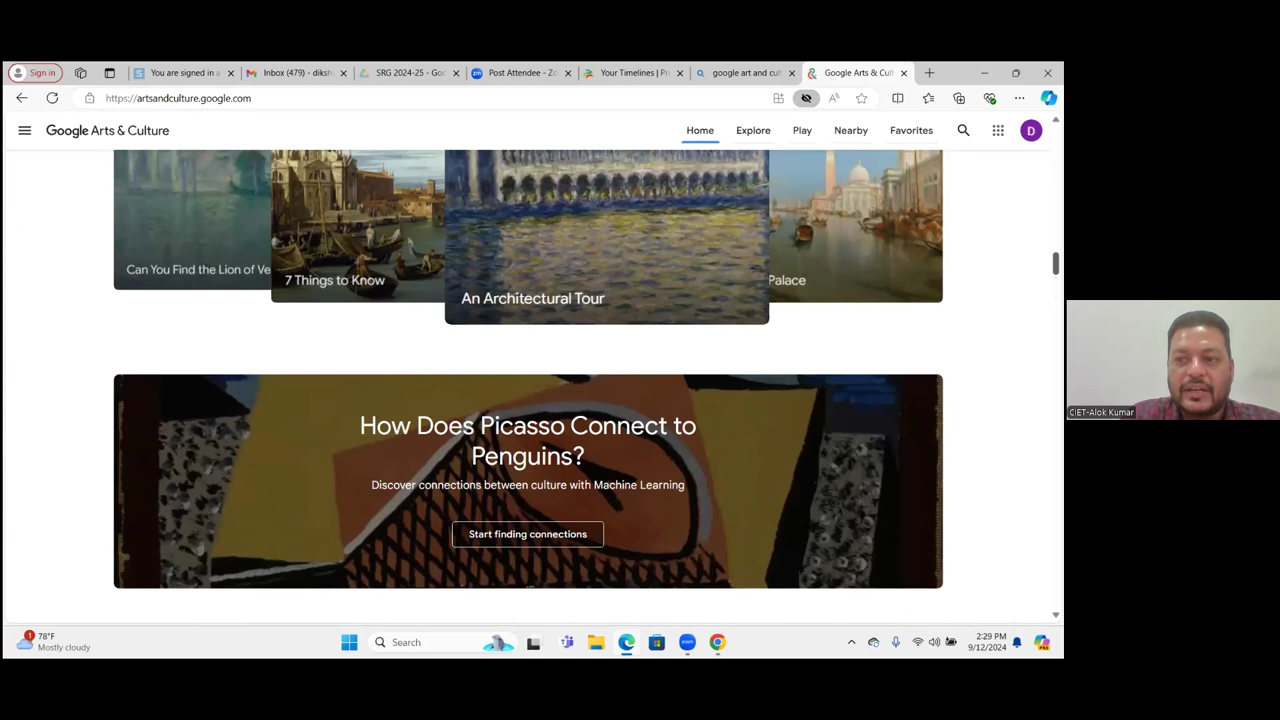 Sign in
You are signed in a
Inbox (479) - diksh
SRG 2024-25 - Goo
Post Attendee - Zo
Your Timelines | Pr
google art and cult
Google Arts & Cult
https://artsandculture.google.com
Google Arts & Culture
Home
Explore
Play
Nearby
Favorites
D
Can You Find the Lion of Ve
7 Things to Know
An Architectural Tour
Palace
How Does Picasso Connect to
Penguins?
Discover connections between culture with Machine Learning
Start finding connections
CIET-Alok Kumar
1
78°F
Mostly cloudy
Search
2:29 PM
9/12/2024